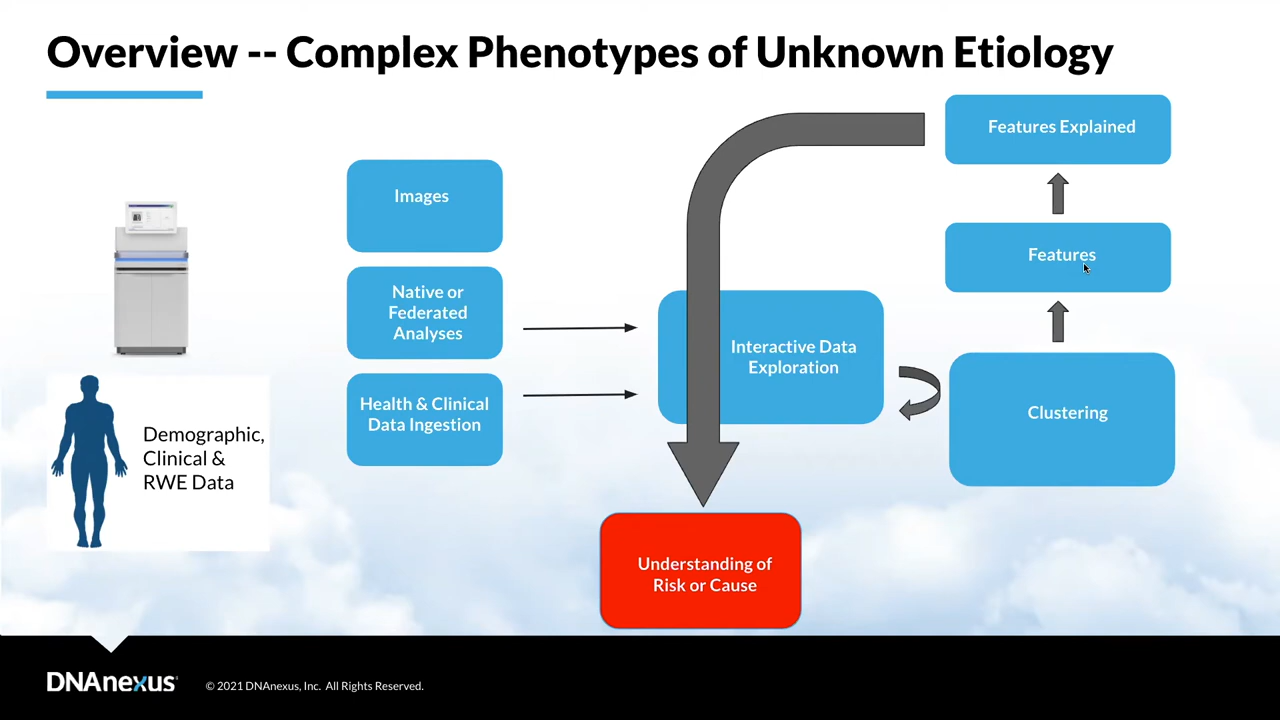 Overview -- Complex Phenotypes of Unknown Etiology
Images
Native or
Federated
Analyses
Health & Clinical
Data Ingestion
Demographic,
Clinical &
RWE Data
Interactive Data
Exploration
Features Explained
Features
Clustering
Understanding of
Risk or Cause
DNAnexus
© 2021 DNAnexus, Inc. All Rights Reserved.